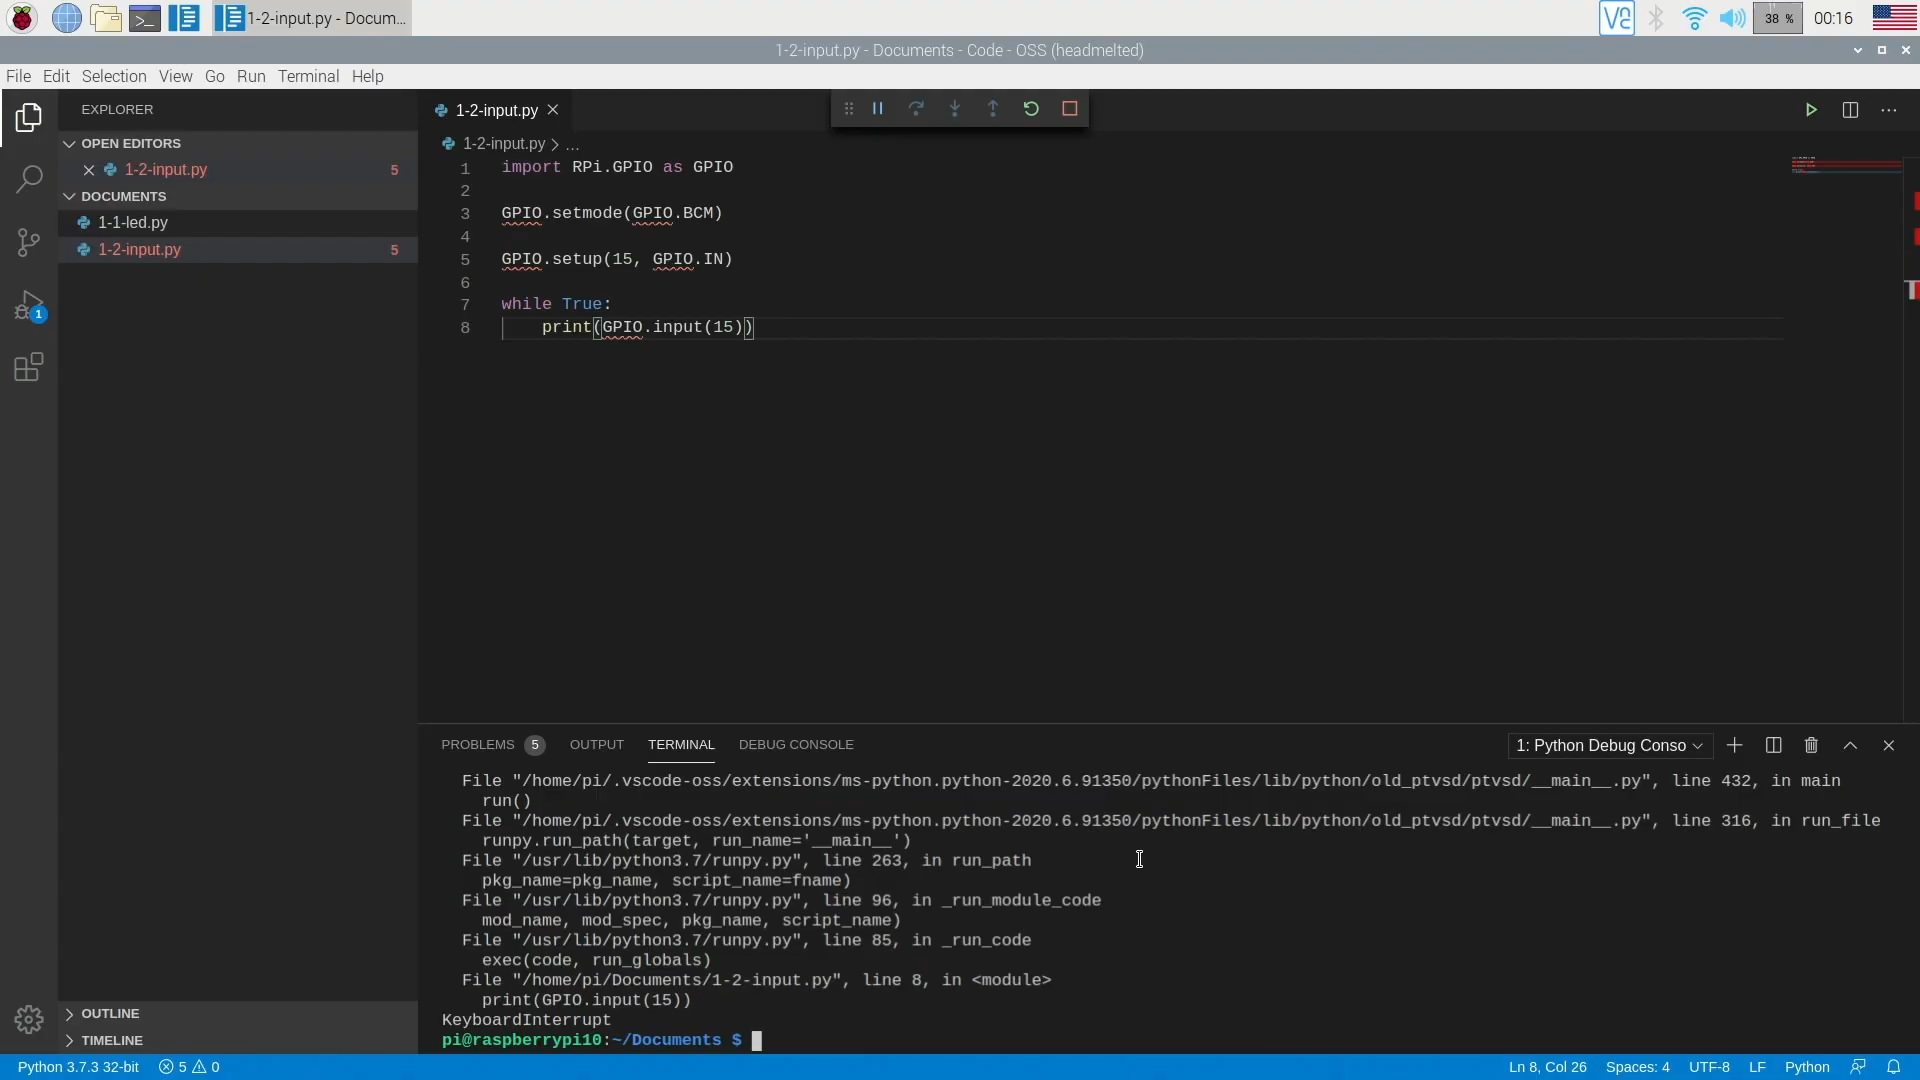 1-2-input.py - Docum...
38 %
00:16
1-2-input.py - Documents - Code - OSS (headmelted)
File Edit Selection View Go Run Terminal Help
EXPLORER
OPEN EDITORS
1-2-input.py 5
DOCUMENTS
1-1-led.py
1-2-input.py 5
1
OUTLINE
TIMELINE
1-2-input.py
1-2-input.py > ...
1 import RPi.GPIO as GPIO
2
3 GPIO.setmode(GPIO.BCM)
4
5 GPIO.setup(15, GPIO.IN)
6
7 while True:
8     print(GPIO.input(15))
PROBLEMS 5 OUTPUT TERMINAL DEBUG CONSOLE 1: Python Debug Conso
File "/home/pi/.vscode-oss/extensions/ms-python.python-2020.6.91350/pythonFiles/lib/python/old_ptvsd/ptvsd/__main__.py", line 432, in main
run()
File "/home/pi/.vscode-oss/extensions/ms-python.python-2020.6.91350/pythonFiles/lib/python/old_ptvsd/ptvsd/__main__.py", line 316, in run_file
runpy.run_path(target, run_name='__main__')
File "/usr/lib/python3.7/runpy.py", line 263, in run_path
pkg_name=pkg_name, script_name=fname)
File "/usr/lib/python3.7/runpy.py", line 96, in _run_module_code
mod_name, mod_spec, pkg_name, script_name)
File "/usr/lib/python3.7/runpy.py", line 85, in _run_code
exec(code, run_globals)
File "/home/pi/Documents/1-2-input.py", line 8, in <module>
print(GPIO.input(15))
KeyboardInterrupt
pi@raspberrypi10:~/Documents $
Python 3.7.3 32-bit 5 0 Ln 8, Col 26 Spaces: 4 UTF-8 LF Python